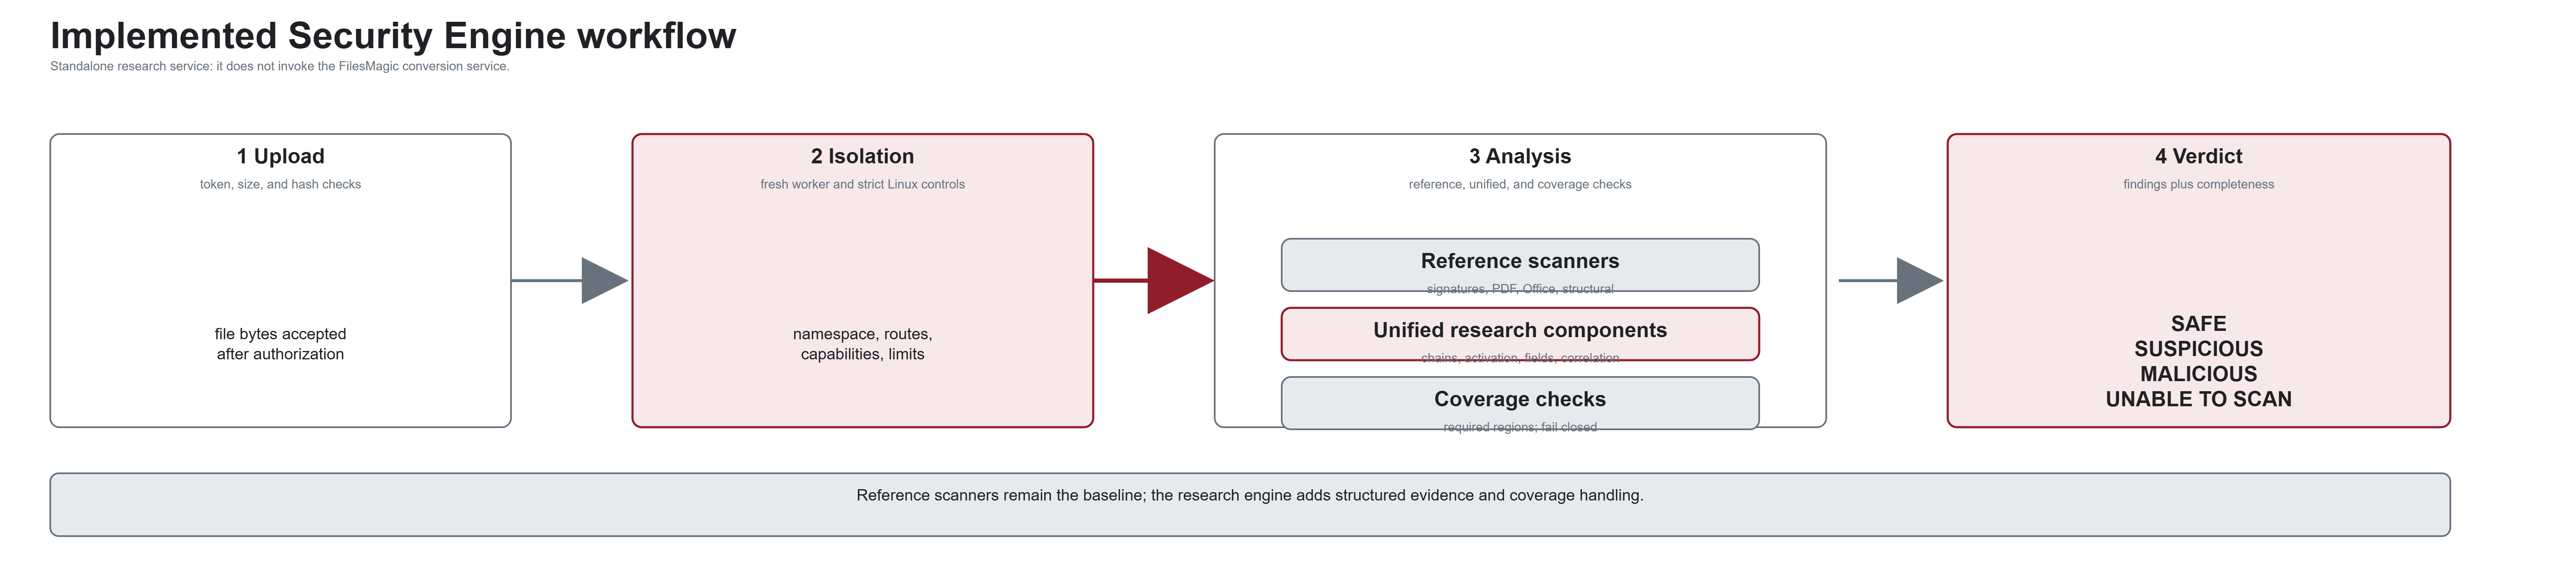 Implemented Security Engine workflow
Standalone research service: it does not invoke the FilesMagic conversion service.
1 Upload
token, size, and hash checks
file bytes accepted
after authorization
2 Isolation
fresh worker and strict Linux controls
namespace, routes,
capabilities, limits
3 Analysis
reference, unified, and coverage checks
Reference scanners
signatures, PDF, Office, structural
Unified research components
chains, activation, fields, correlation
Coverage checks
required regions; fail closed
4 Verdict
findings plus completeness
SAFE
SUSPICIOUS
MALICIOUS
UNABLE TO SCAN
Reference scanners remain the baseline; the research engine adds structured evidence and coverage handling.